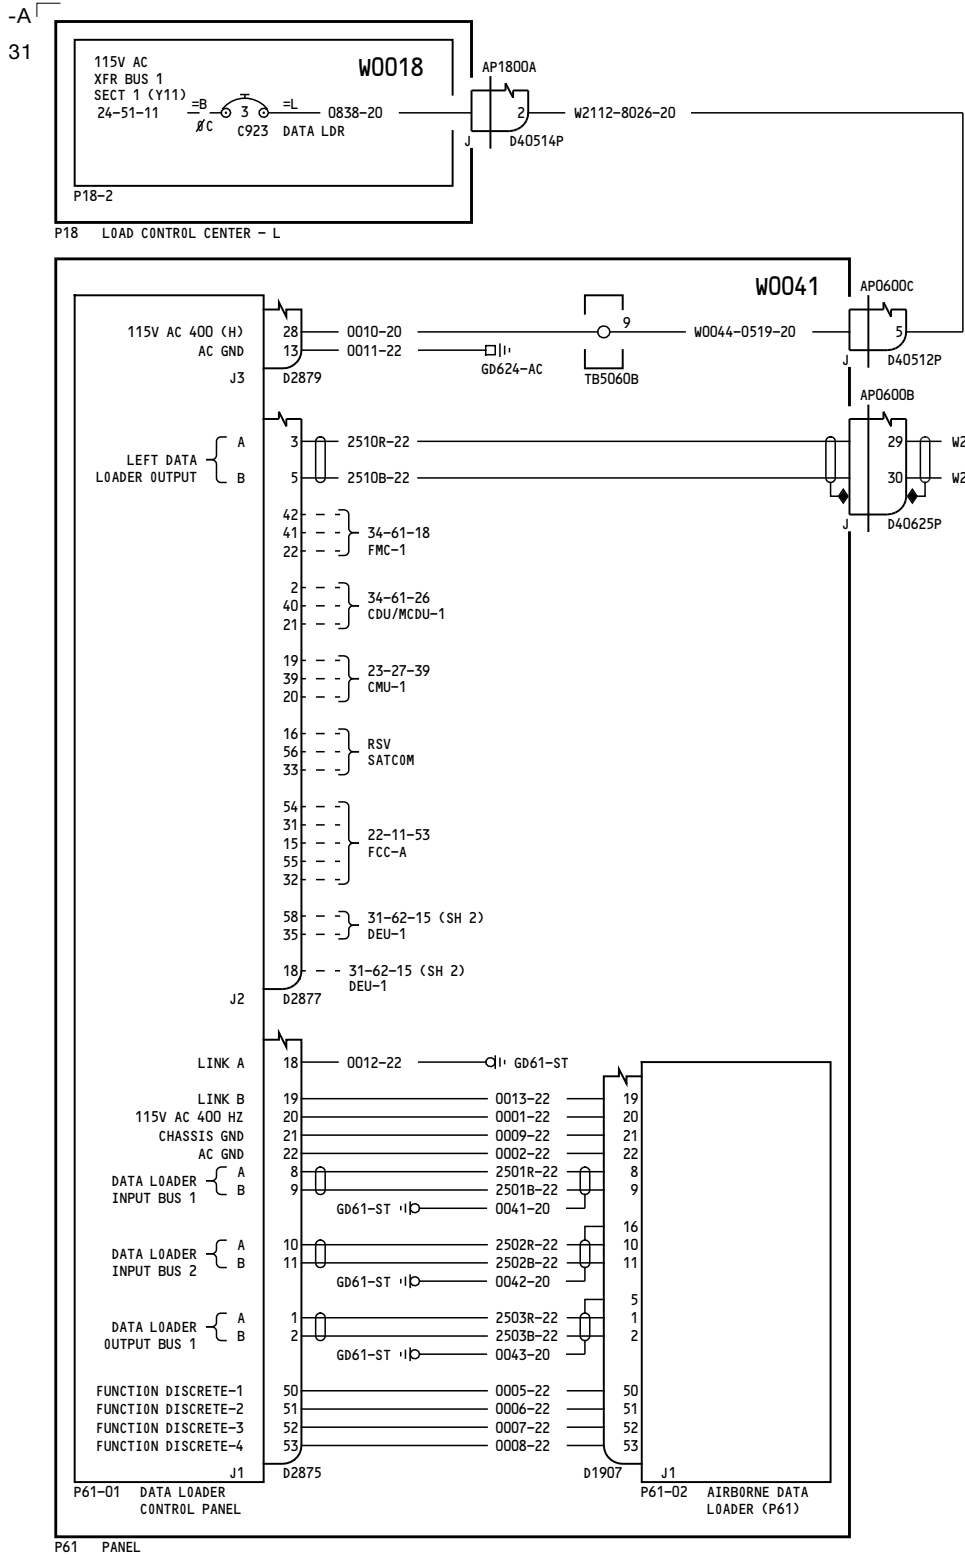 -A
31
115V AC
XFR BUS 1
SECT 1 (Y11)
24-51-11
=B
ØC
3
C923
=L
DATA LDR
0838-20
W0018
AP1800A
2
J
D40514P
W2112-8026-20
P18-2
P18 LOAD CONTROL CENTER - L
W0041
AP0600C
115V AC 400 (H) 28 0010-20 9 W0044-0519-20 5
AC GND 13 0011-22 GD624-AC
J3 D2879 TB5060B J D40512P
AP0600B
A 3 2510R-22 29 W2
LEFT DATA
LOADER OUTPUT
B 5 2510B-22 30 W2
J D40625P
42
41 34-61-18
22 FMC-1
2
40 34-61-26
21 CDU/MCDU-1
19
39 23-27-39
20 CMU-1
16
56 RSV
33 SATCOM
54
31
15 22-11-53
55 FCC-A
32
58 31-62-15 (SH 2)
35 DEU-1
18 31-62-15 (SH 2)
DEU-1
J2 D2877
LINK A 18 0012-22 GD61-ST
LINK B 19 0013-22 19
115V AC 400 HZ 20 0001-22 20
CHASSIS GND 21 0009-22 21
AC GND 22 0002-22 22
A 8 2501R-22 8
DATA LOADER
INPUT BUS 1
B 9 2501B-22 9
GD61-ST 0041-20
16
A 10 2502R-22 10
DATA LOADER
INPUT BUS 2
B 11 2502B-22 11
GD61-ST 0042-20
5
A 1 2503R-22 1
DATA LOADER
OUTPUT BUS 1
B 2 2503B-22 2
GD61-ST 0043-20
FUNCTION DISCRETE-1 50 0005-22 50
FUNCTION DISCRETE-2 51 0006-22 51
FUNCTION DISCRETE-3 52 0007-22 52
FUNCTION DISCRETE-4 53 0008-22 53
J1 D2875 D1907 J1
P61-01 DATA LOADER
CONTROL PANEL
P61-02 AIRBORNE DATA
LOADER (P61)
P61 PANEL